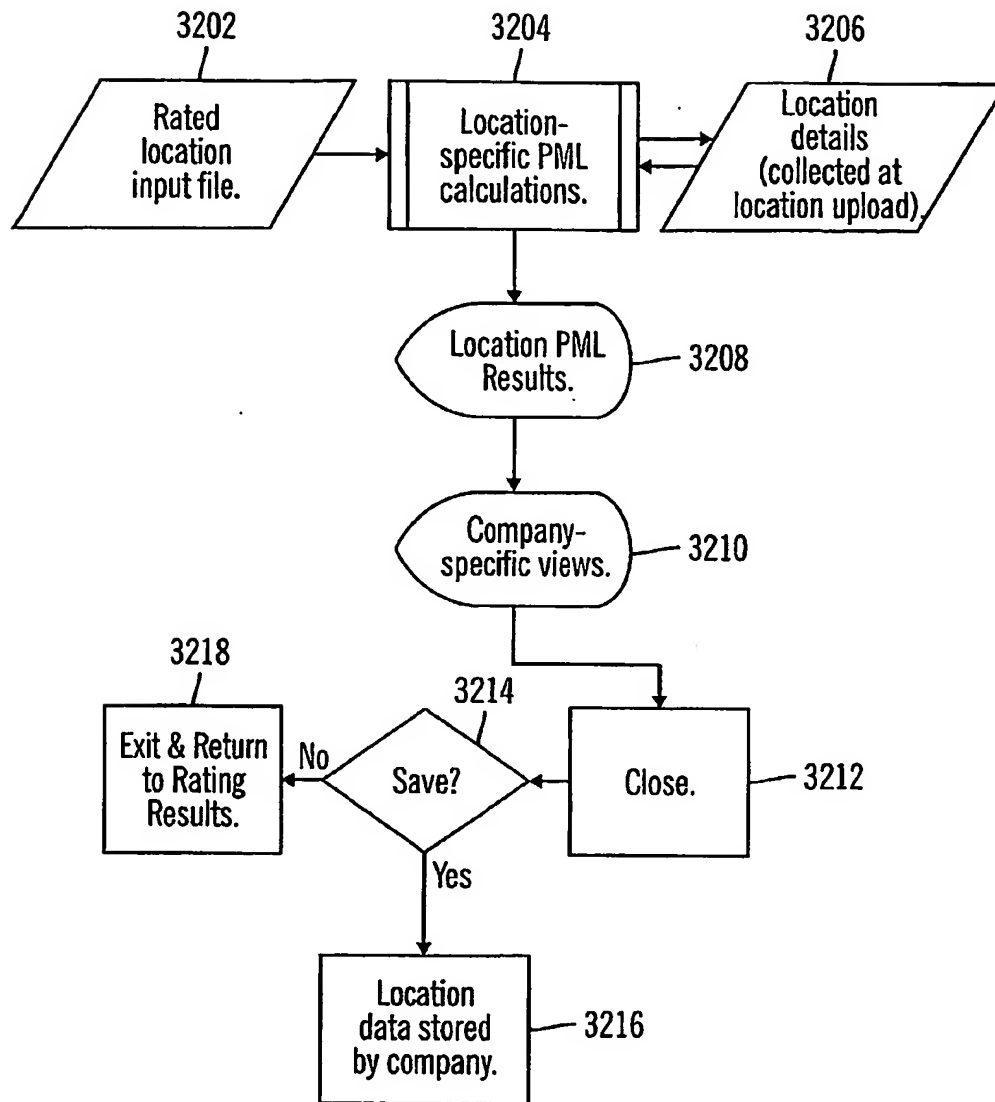 3202
3204
3206
Rated
location
input file.
Location-
specific PML
calculations.
Location
details
(collected at
location upload).
Location PML
Results.
3208
Company-
specific views.
3210
3218
3214
Exit & Return
to Rating
Results.
No
Save?
Close.
3212
Yes
Location
data stored
by company.
3216